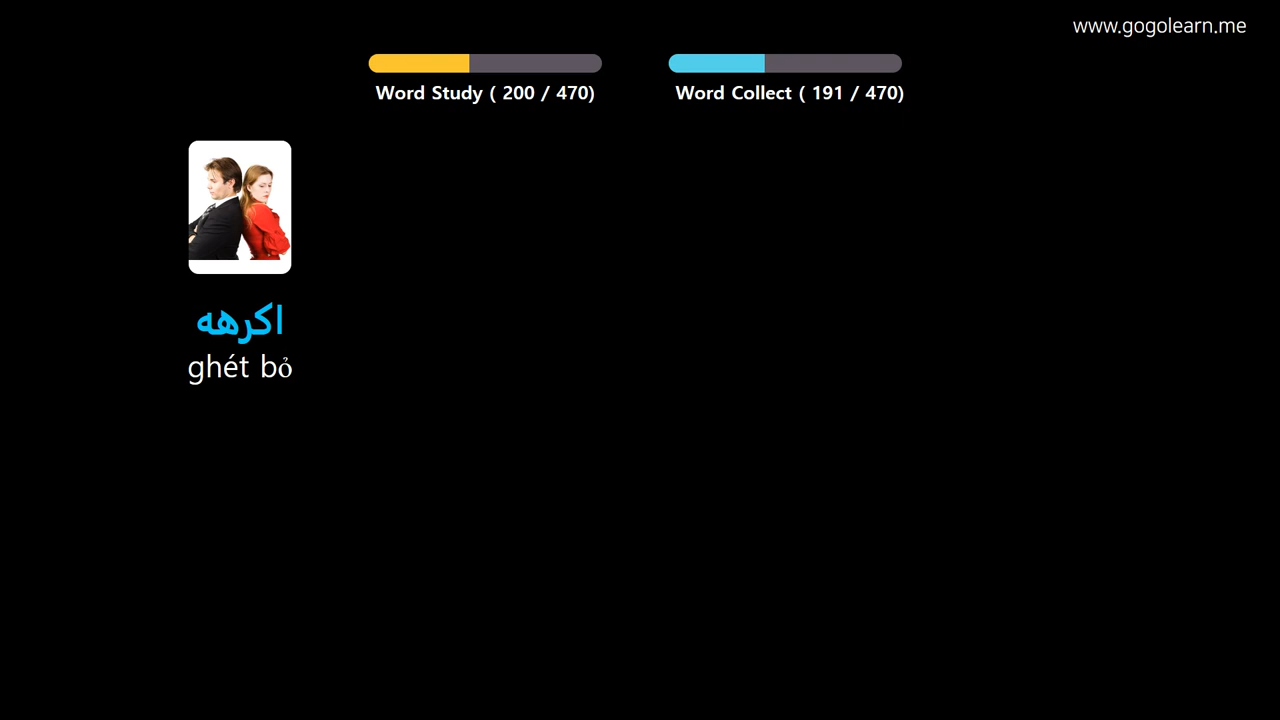 www.gogolearn.me
Word Study ( 200 / 470)
Word Collect ( 191 / 470)
اكرهه
ghét bỏ